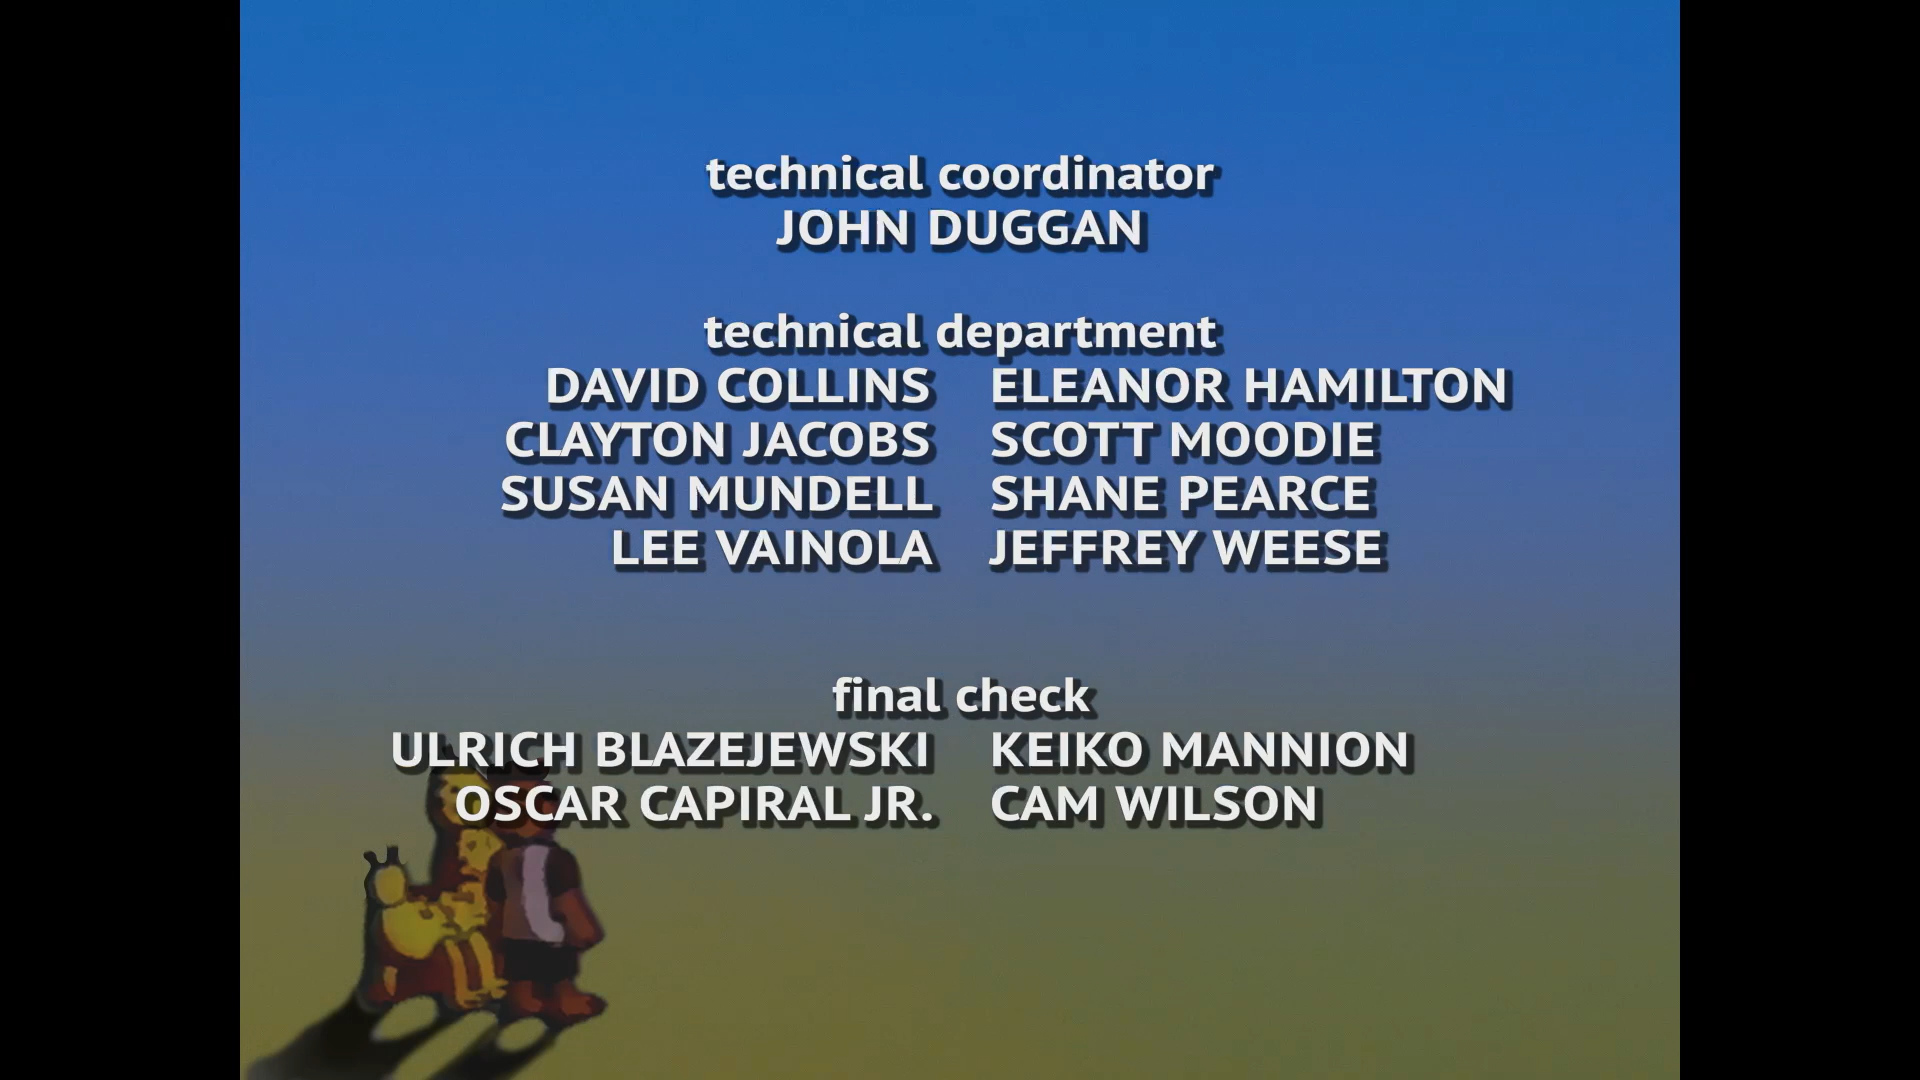 technical coordinator
JOHN DUGGAN
technical department
DAVID COLLINS ELEANOR HAMILTON
CLAYTON JACOBS SCOTT MOODIE
SUSAN MUNDELL SHANE PEARCE
LEE VAINOLA JEFFREY WEESE
final check
ULRICH BLAZEJEWSKI KEIKO MANNION
OSCAR CAPIRAL JR. CAM WILSON